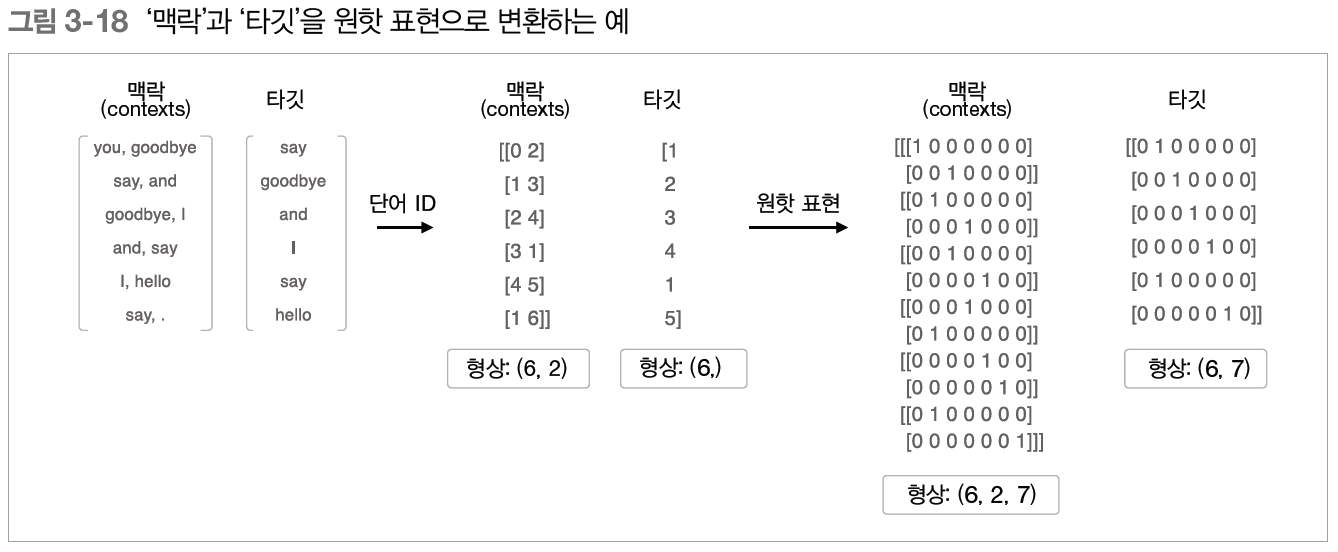 그림 3-18 ‘맥락’과 ‘타깃’을 원핫 표현으로 변환하는 예
맥락
(contexts)
you, goodbye
say, and
goodbye, I
and, say
I, hello
say, .
타깃
say
goodbye
and
I
say
hello
단어 ID
맥락
(contexts)
[[0 2]
[1 3]
[2 4]
[3 1]
[4 5]
[1 6]]
형상: (6, 2)
타깃
[1
2
3
4
1
5]
형상: (6,)
원핫 표현
맥락
(contexts)
[[[1 0 0 0 0 0 0]
[0 0 1 0 0 0 0]]
[[0 1 0 0 0 0 0]
[0 0 0 1 0 0 0]]
[[0 0 1 0 0 0 0]
[0 0 0 0 1 0 0]]
[[0 0 0 1 0 0 0]
[0 1 0 0 0 0 0]]
[[0 0 0 0 1 0 0]
[0 0 0 0 0 1 0]]
[[0 1 0 0 0 0 0]
[0 0 0 0 0 0 1]]]
형상: (6, 2, 7)
타깃
[[0 1 0 0 0 0 0]
[0 0 1 0 0 0 0]
[0 0 0 1 0 0 0]
[0 0 0 0 1 0 0]
[0 1 0 0 0 0 0]
[0 0 0 0 0 1 0]]
형상: (6, 7)